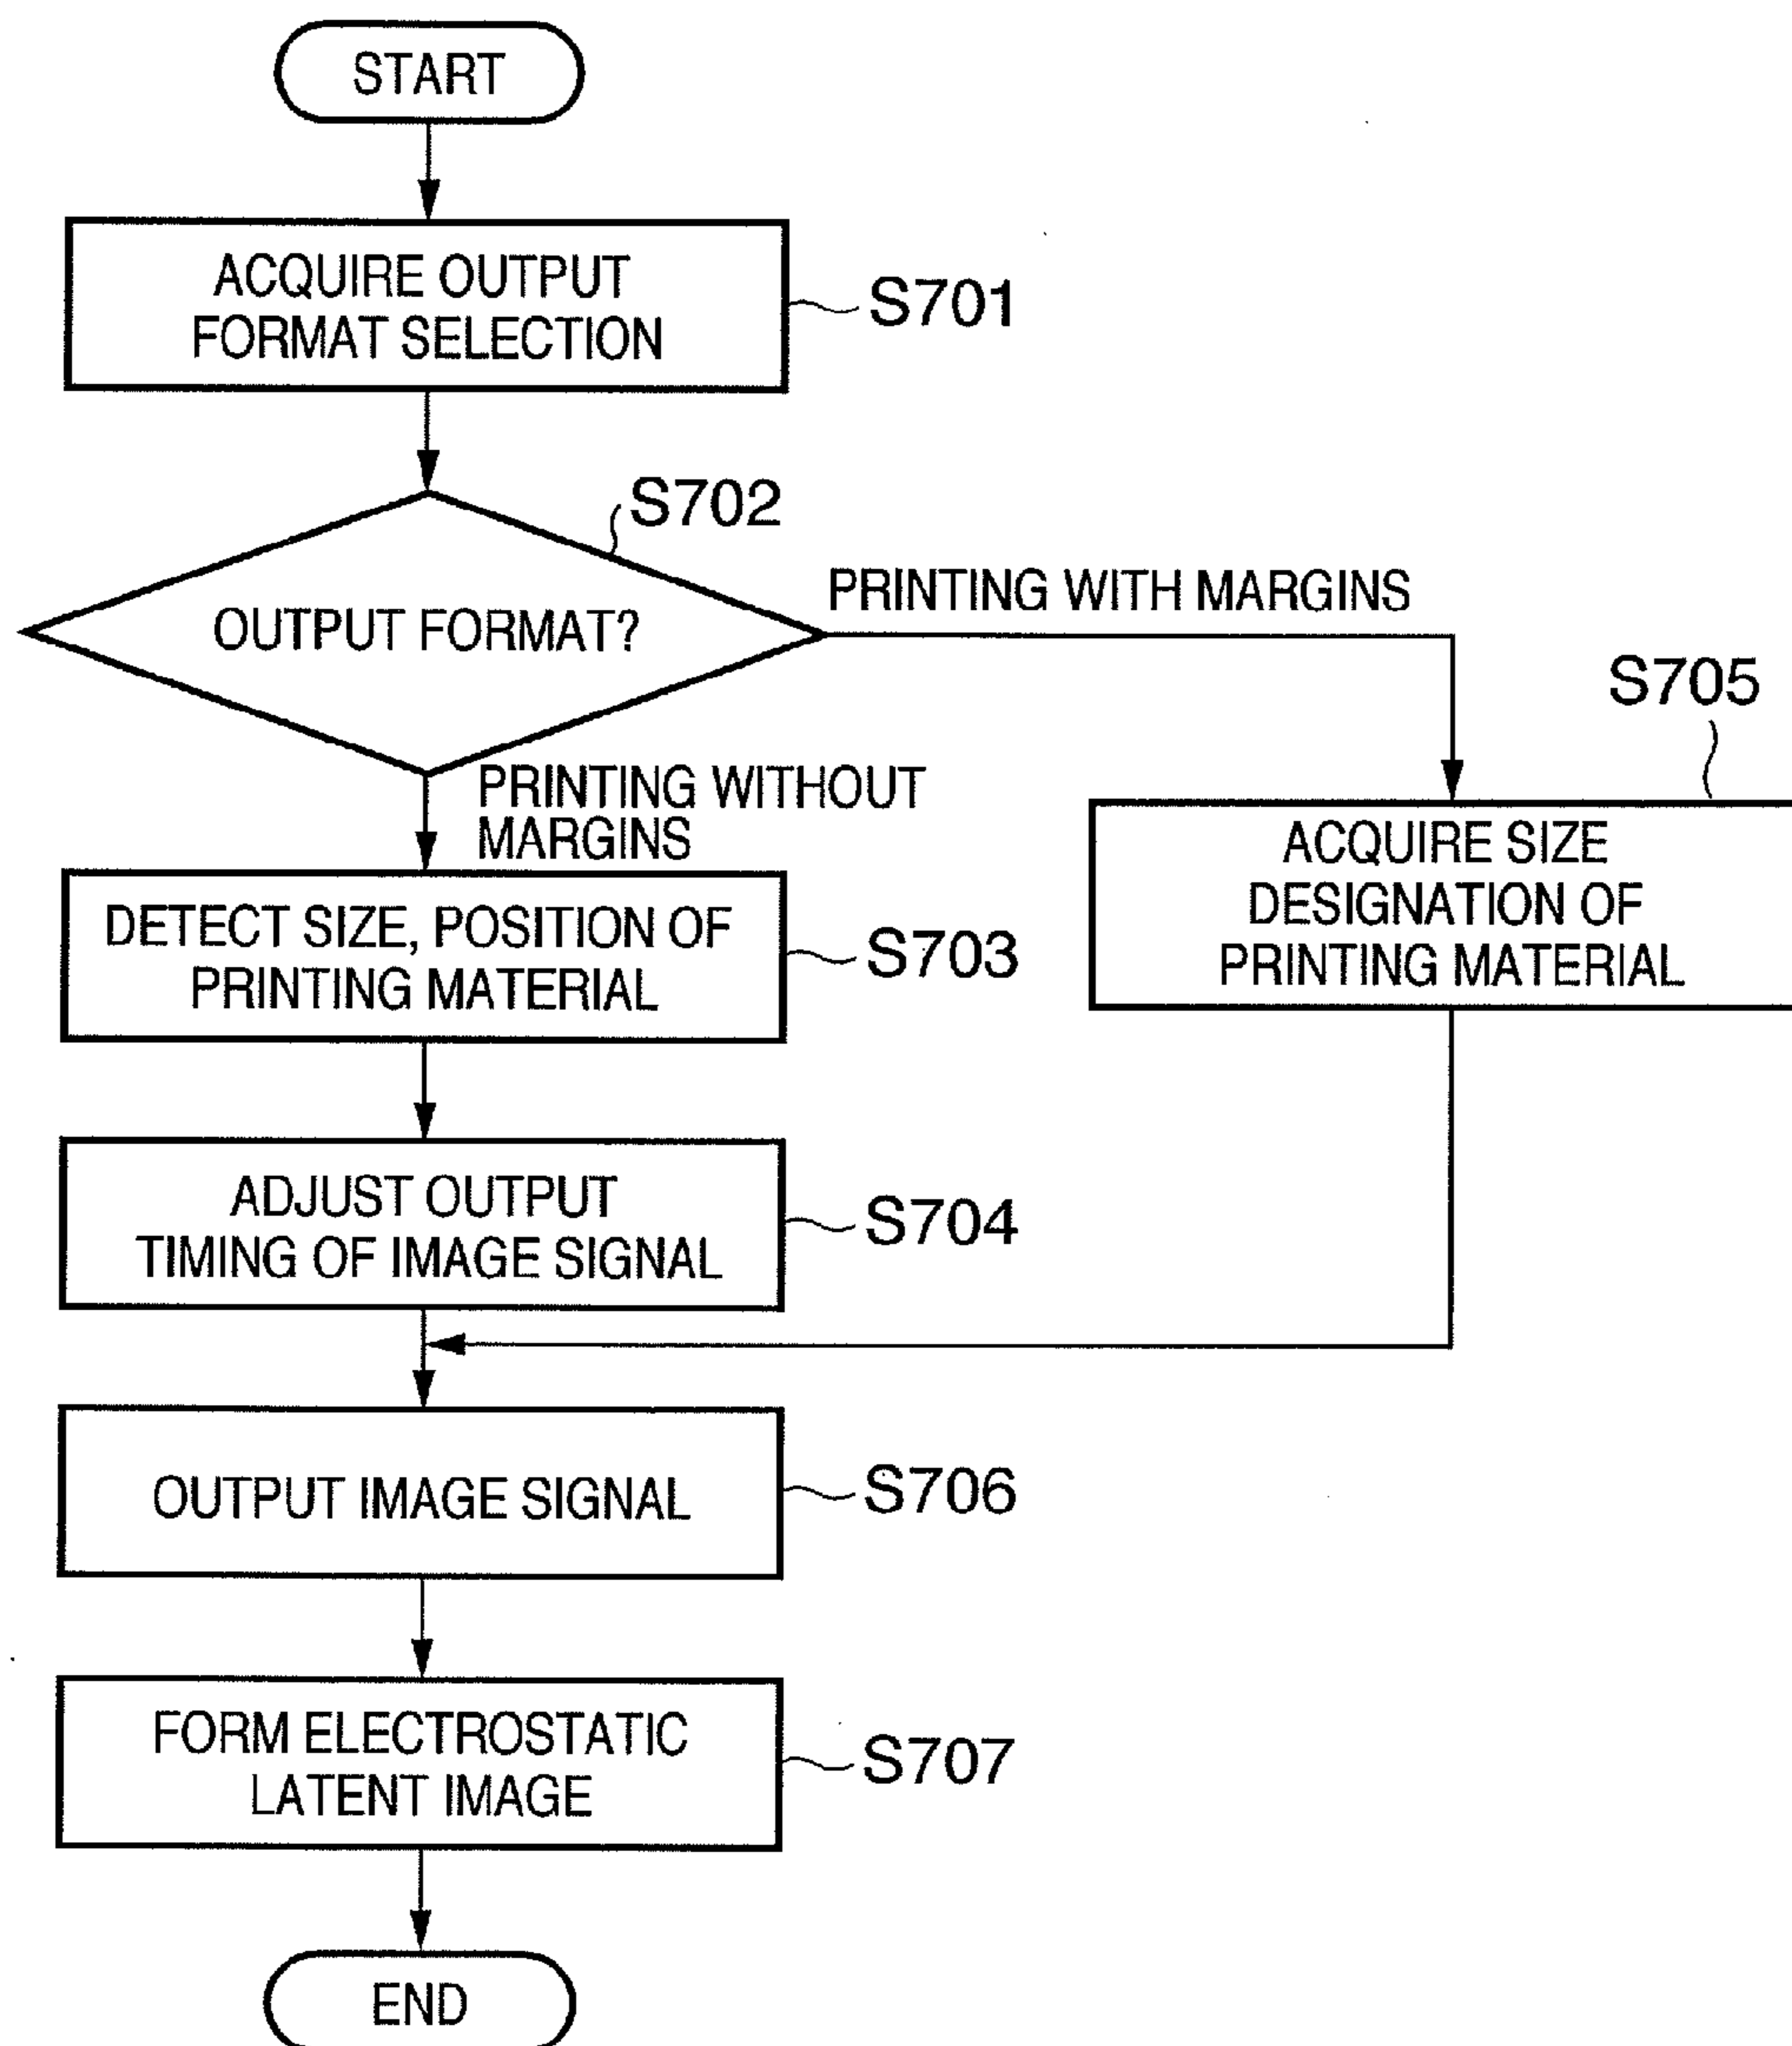 START
ACQUIRE OUTPUT
FORMAT SELECTION
S701
S702
OUTPUT FORMAT?
PRINTING WITH MARGINS
PRINTING WITHOUT
MARGINS
S705
ACQUIRE SIZE
DESIGNATION OF
PRINTING MATERIAL
DETECT SIZE, POSITION OF
PRINTING MATERIAL
S703
ADJUST OUTPUT
TIMING OF IMAGE SIGNAL
S704
OUTPUT IMAGE SIGNAL
S706
FORM ELECTROSTATIC
LATENT IMAGE
S707
END